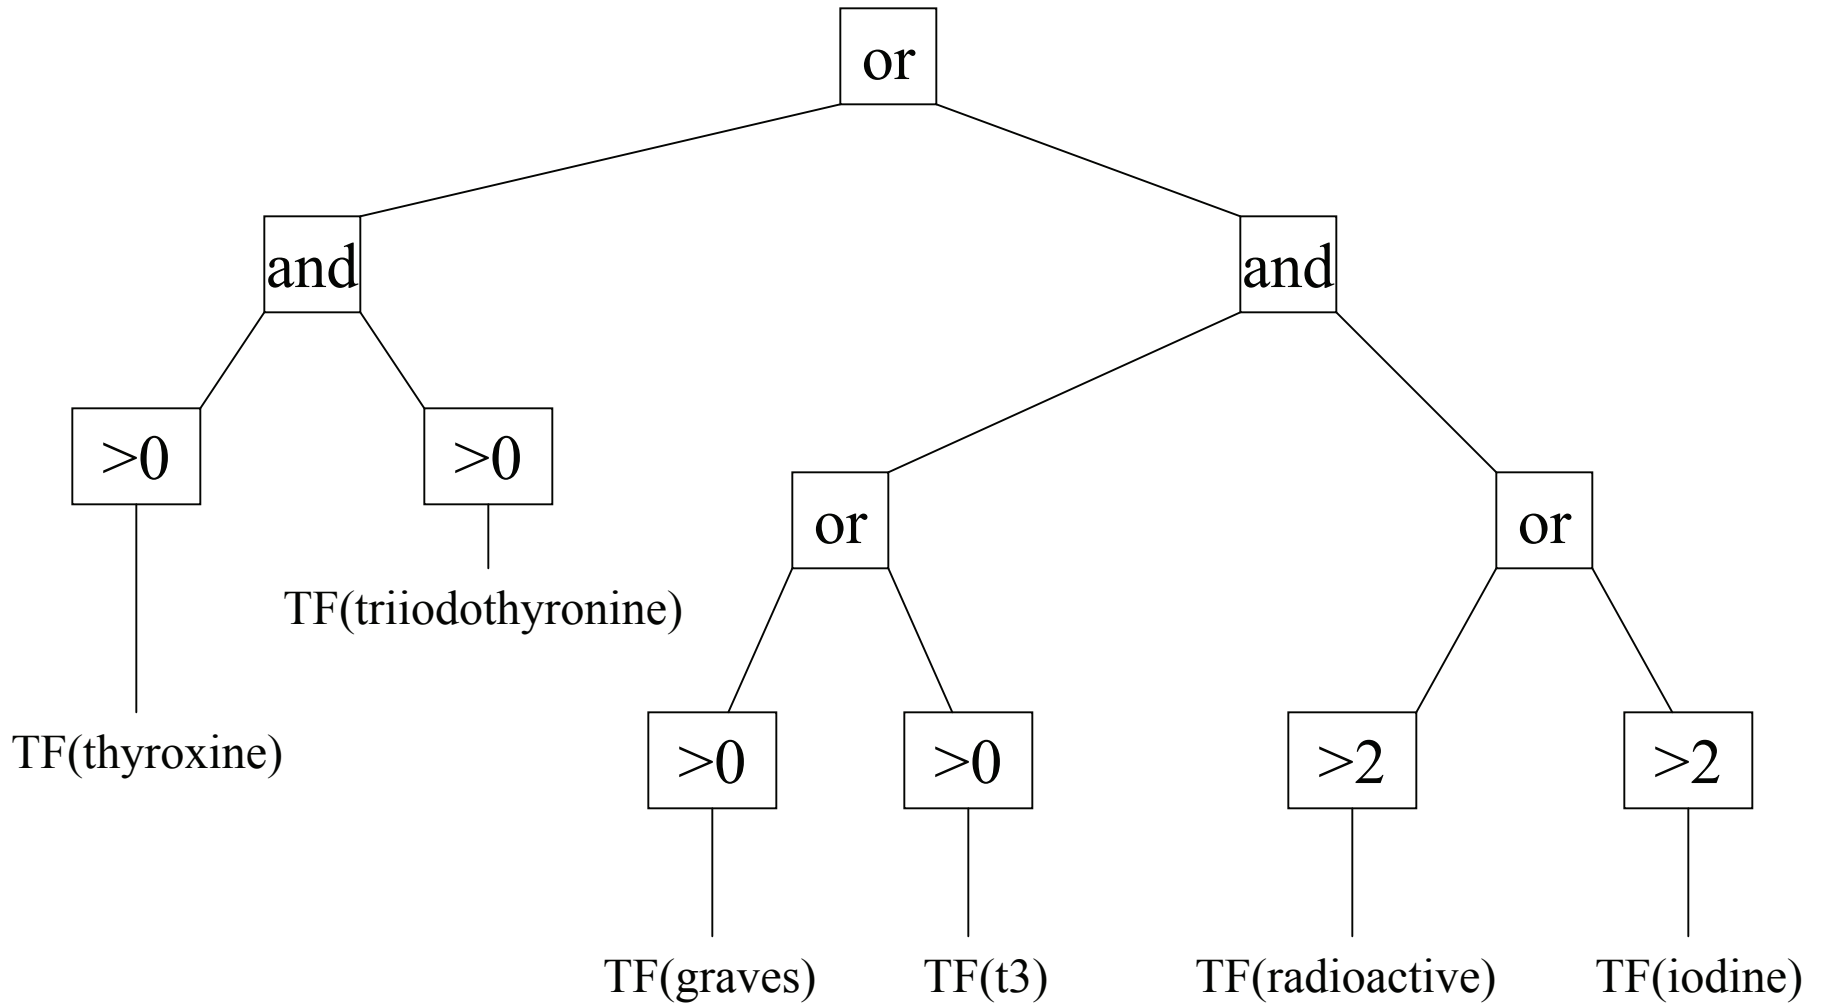 or
and
and
>0
>0
or
or
TF(triiodothyronine)
TF(thyroxine)
>0
>0
>2
>2
TF(graves)
TF(t3)
TF(radioactive)
TF(iodine)